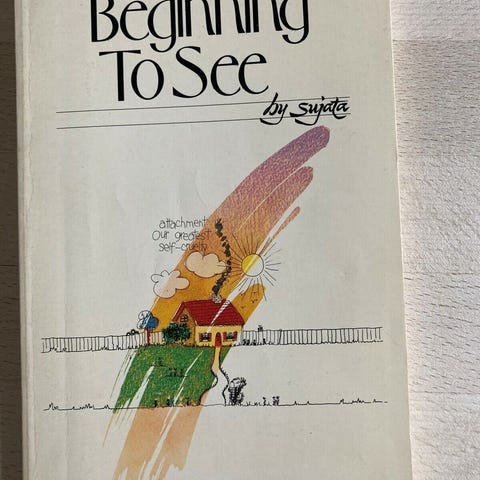 Beginning
To See
by sujata
attachment
Our greatest
self-cruelty